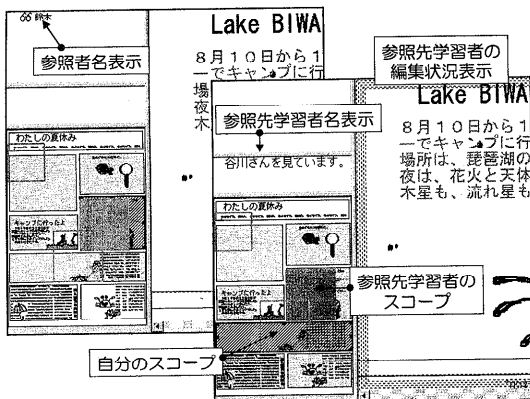 鈴木
Lake BIWA
参照者名表示
8月10日から1
ーでキャンプに行
場
夜
木
参照先学習者の
編集状況表示
Lake BIWA
参照先学習者名表示
谷川さんを見ています。
8月10日から1
ーでキャンプに行
場所は、琵琶湖の
夜は、花火と天体
木星も、流れ星も
わたしの夏休み
キャンプに行ったよ
わたしの夏休み
キャンプに行ったよ
参照先学習者の
スコープ
自分のスコープ